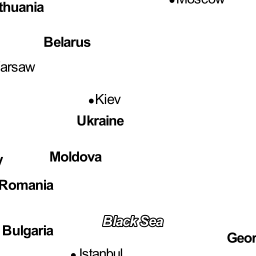 Moscow
thuania
Belarus
arsaw
Kiev
Ukraine
Moldova
Romania
Black Sea
Bulgaria
Geor
Istanbul